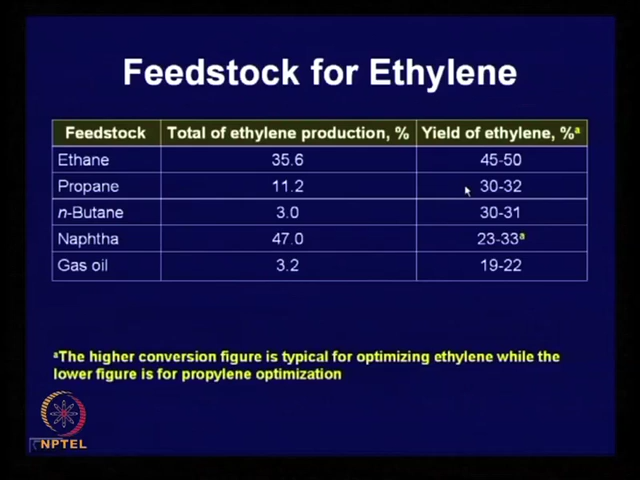 Feedstock for Ethylene
Feedstock Total of ethylene production, % Yield of ethylene, %a
Ethane 35.6 45-50
Propane 11.2 30-32
n-Butane 3.0 30-31
Naphtha 47.0 23-33a
Gas oil 3.2 19-22
aThe higher conversion figure is typical for optimizing ethylene while the
lower figure is for propylene optimization
NPTEL